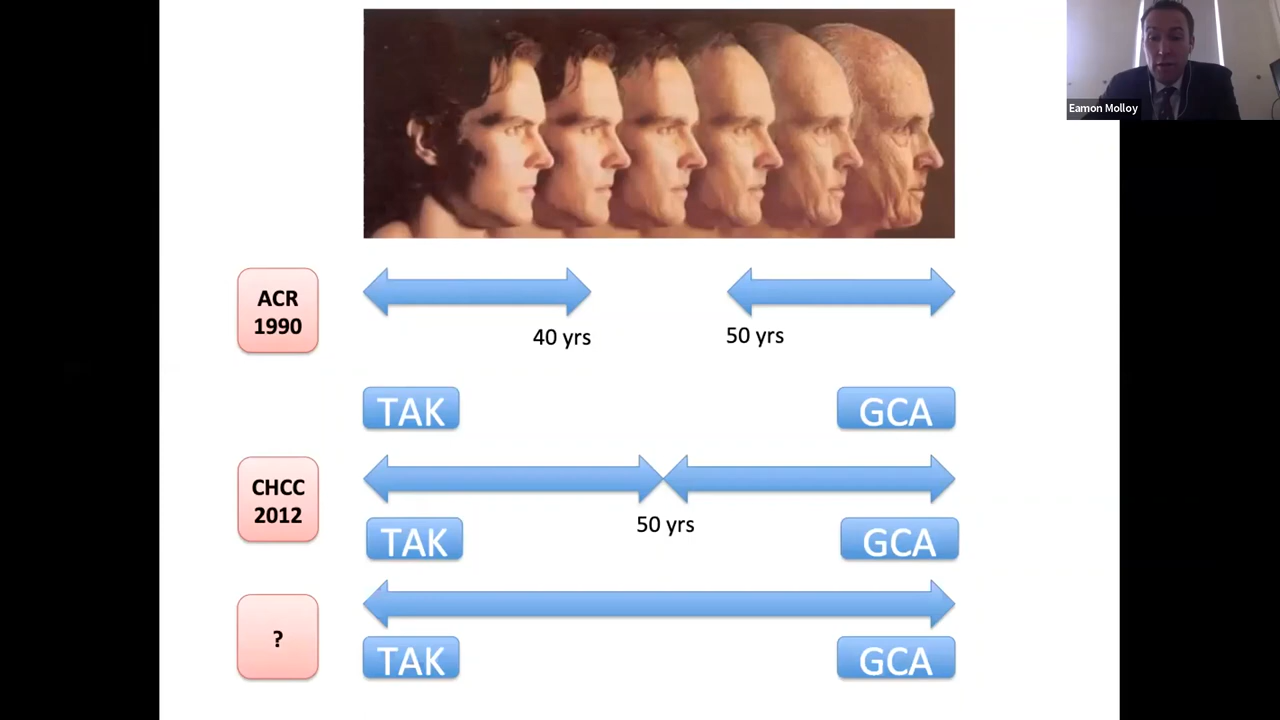 Eamon Molloy
ACR
1990
40 yrs
50 yrs
TAK
GCA
CHCC
2012
50 yrs
TAK
GCA
?
TAK
GCA